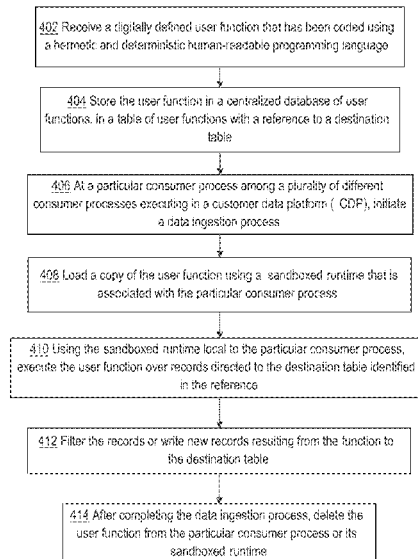 402 Receive a digitally defined user function that has been coded using
a hermetic and deterministic human-readable programming
language
404 Store the user function in a centralized database of user
functions, in a table of user functions with a reference to a destination
table
406 At a particular consumer process among a plurality of different
consumer processes executing in a customer data platform ( CDP), initiate
a data ingestion process
408 Load a copy of the user function using a sandboxed runtime that is
associated with the particular consumer process
410 Using the sandboxed runtime local to the particular consumer process,
execute the user function over records directed to the destination table identified
in the reference
412 Filter the records or write new records resulting from the function to
the destination table
414 After completing the data ingestion process, delete the
user function from the particular consumer process or its
sandboxed runtime